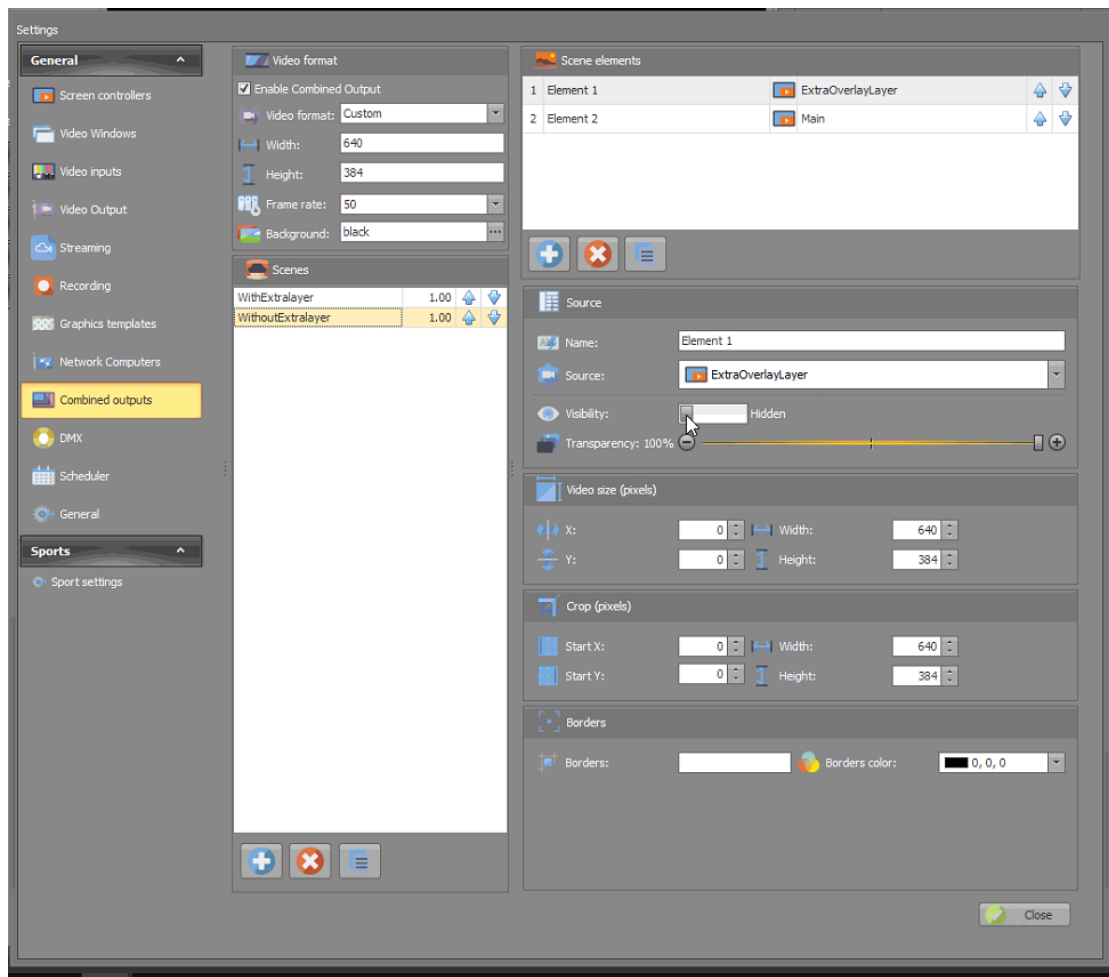 Settings
General
Screen controllers
Video Windows
Video inputs
Video Output
Streaming
Recording
Graphics templates
Network Computers
Combined outputs
DMX
Scheduler
General
Sports
Sport settings
Video format
Enable Combined Output
Video format: Custom
Width: 640
Height: 384
Frame rate: 50
Background: black ...
Scenes
WithExtralayer 1.00
WithoutExtralayer 1.00
Scene elements
1 Element 1 ExtraOverlayLayer
2 Element 2 Main
Source
Name: Element 1
Source: ExtraOverlayLayer
Visibility: Hidden
Transparency: 100%
Video size (pixels)
X: 0 Width: 640
Y: 0 Height: 384
Crop (pixels)
Start X: 0 Width: 640
Start Y: 0 Height: 384
Borders
Borders: Borders color: 0, 0, 0
Close